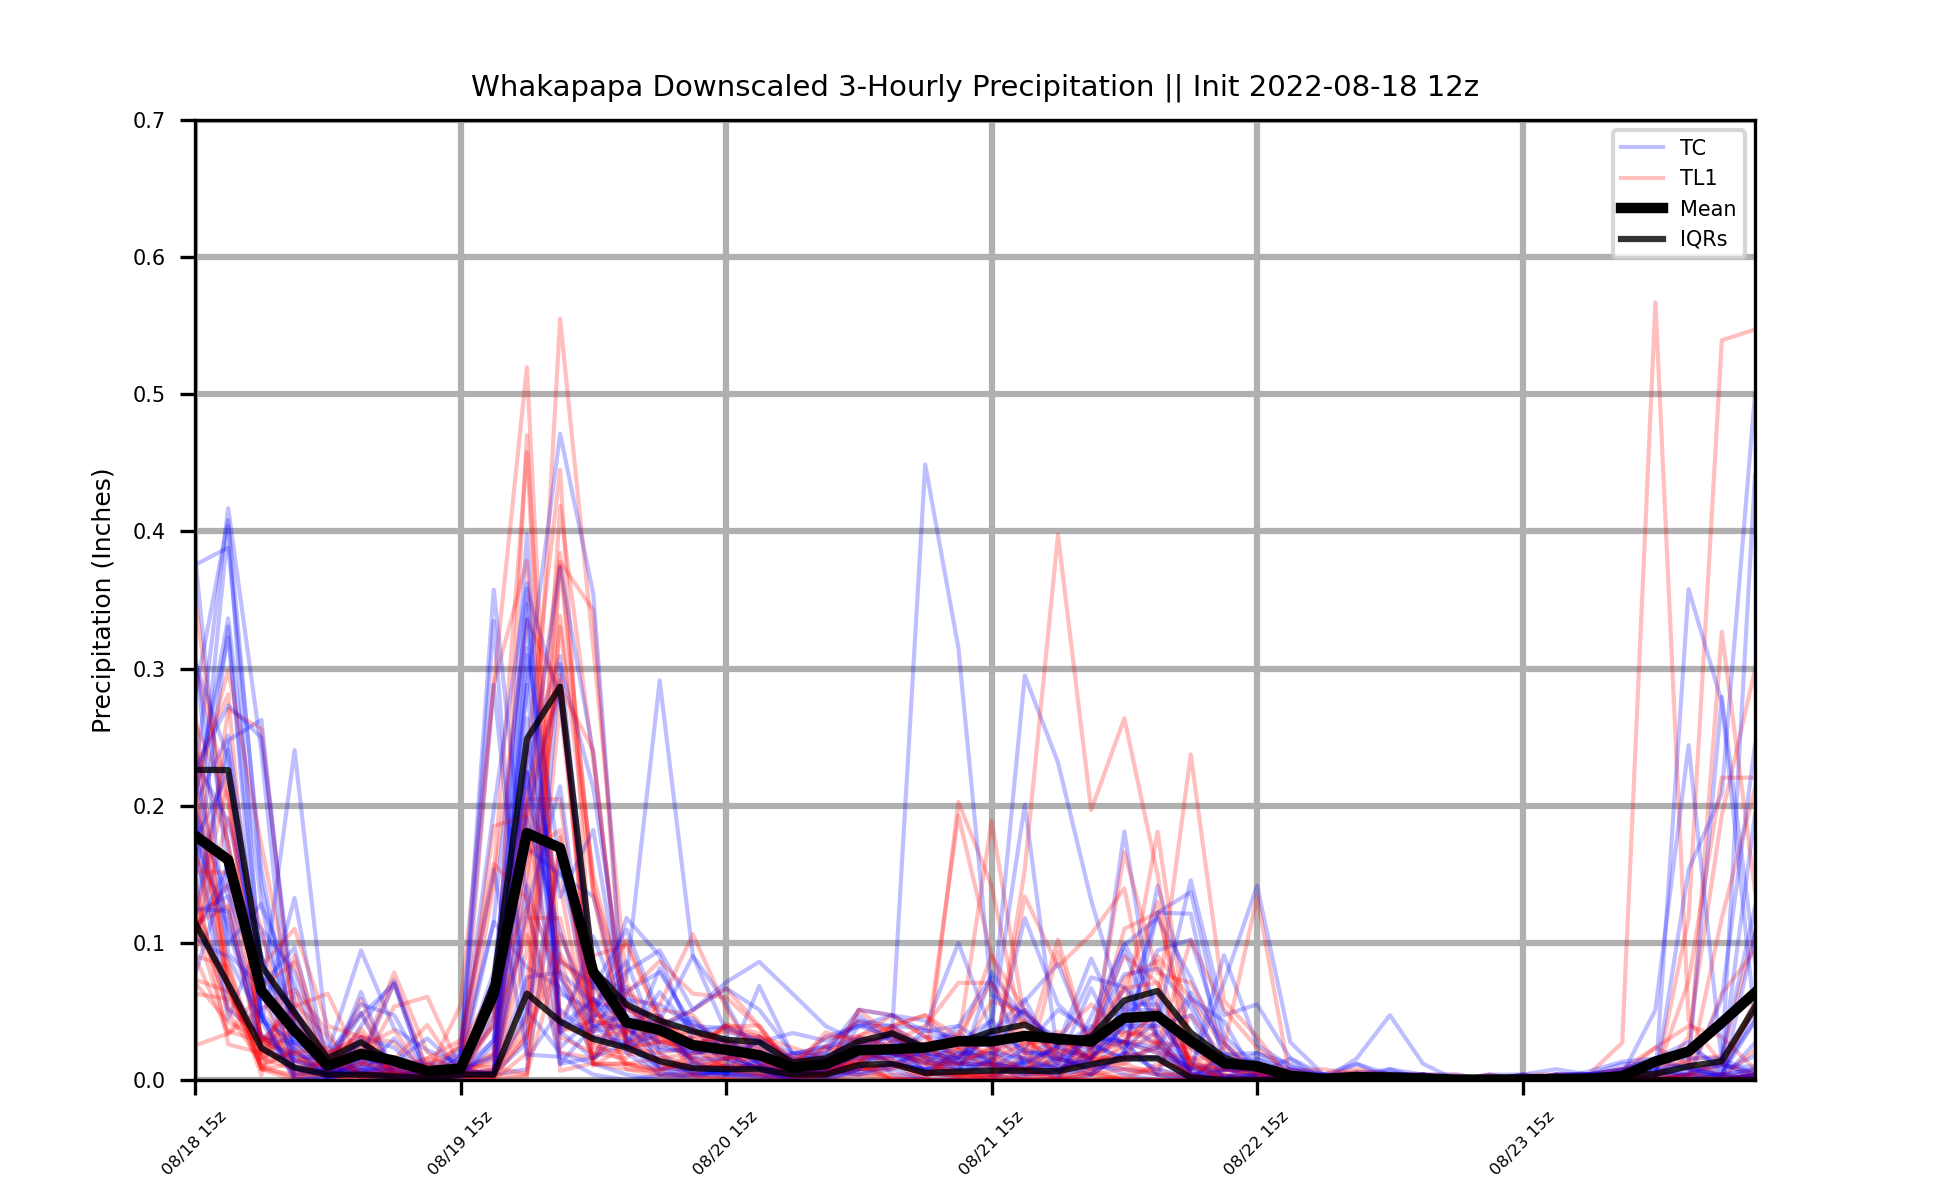 Whakapapa Downscaled 3-Hourly Precipitation || Init 2022-08-18 12z
Precipitation (Inches)
0.7
0.6
0.5
0.4
0.3
0.2
0.1
0.0
TC
TL1
Mean
IQRs
08/18 15z
08/19 15z
08/20 15z
08/21 15z
08/22 15z
08/23 15z